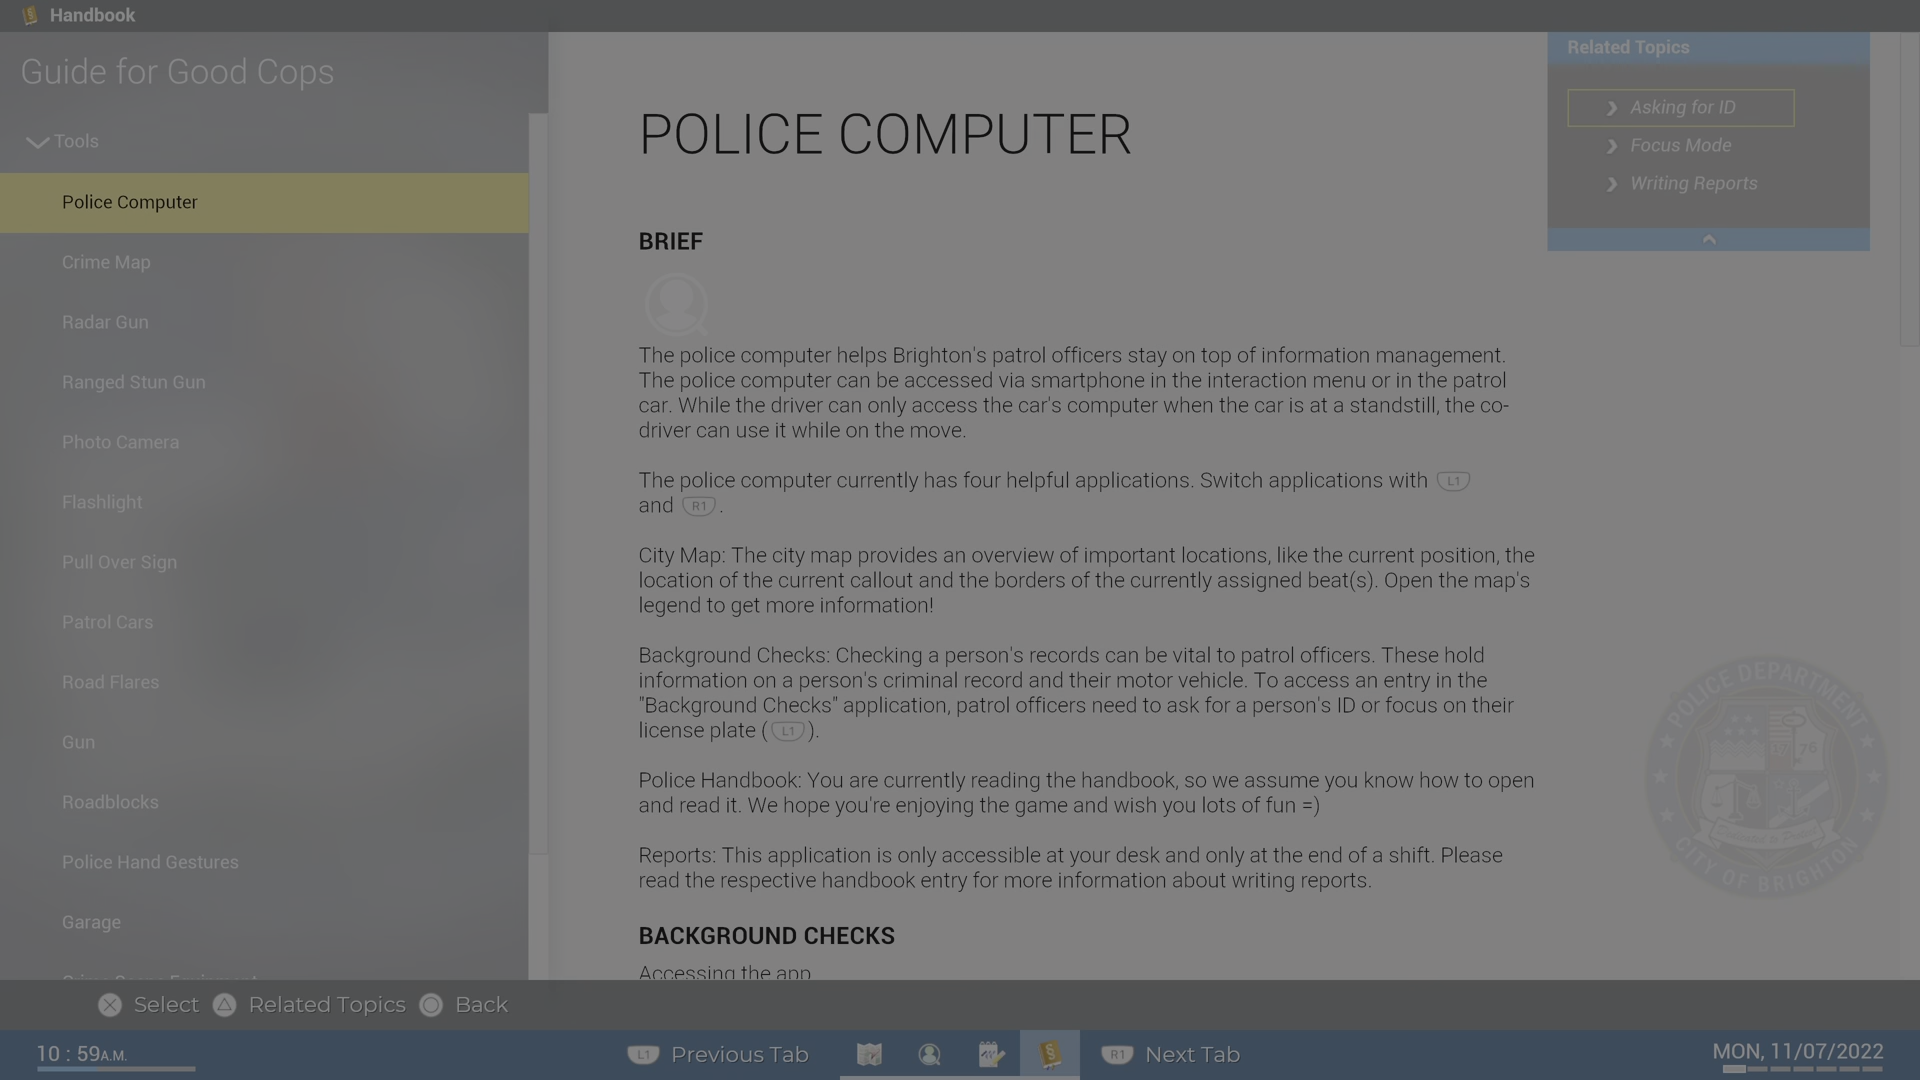 Handbook
Guide for Good Cops
Tools
Police Computer
Crime Map
Radar Gun
Ranged Stun Gun
Photo Camera
Flashlight
Pull Over Sign
Patrol Cars
Road Flares
Gun
Roadblocks
Police Hand Gestures
Garage
Crime Scene Equipment
POLICE COMPUTER
BRIEF
The police computer helps Brighton's patrol officers stay on top of information management.
The police computer can be accessed via smartphone in the interaction menu or in the patrol
car. While the driver can only access the car's computer when the car is at a standstill, the co-
driver can use it while on the move.
The police computer currently has four helpful applications. Switch applications with L1
and R1.
City Map: The city map provides an overview of important locations, like the current position, the
location of the current callout and the borders of the currently assigned beat(s). Open the map's
legend to get more information!
Background Checks: Checking a person's records can be vital to patrol officers. These hold
information on a person's criminal record and their motor vehicle. To access an entry in the
"Background Checks" application, patrol officers need to ask for a person's ID or focus on their
license plate (L1).
Police Handbook: You are currently reading the handbook, so we assume you know how to open
and read it. We hope you're enjoying the game and wish you lots of fun =)
Reports: This application is only accessible at your desk and only at the end of a shift. Please
read the respective handbook entry for more information about writing reports.
BACKGROUND CHECKS
Accessing the app
Related Topics
Asking for ID
Focus Mode
Writing Reports
POLICE DEPARTMENT
17 76
CITY OF BRIGHTON
Select Related Topics Back
10 : 59A.M.
L1 Previous Tab
R1 Next Tab
MON, 11/07/2022